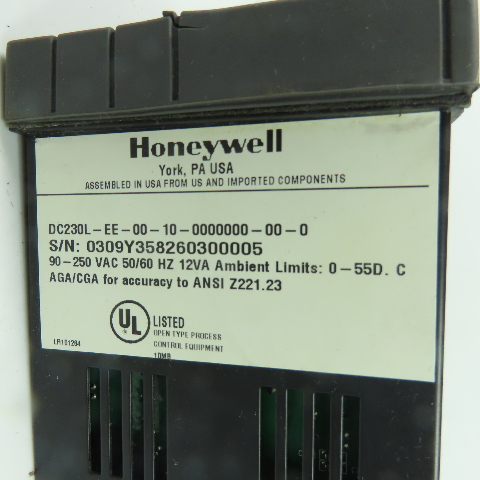 Honeywell
York, PA USA
ASSEMBLED IN USA FROM US AND IMPORTED COMPONENTS
DC230L-EE-00-10-0000000-00-0
S/N: 0309Y358260300005
90-250 VAC 50/60 HZ 12VA Ambient Limits: 0-55D. C
AGA/CGA for accuracy to ANSI Z221.23
UL
LISTED
OPEN TYPE PROCESS
CONTROL EQUIPMENT
10MB